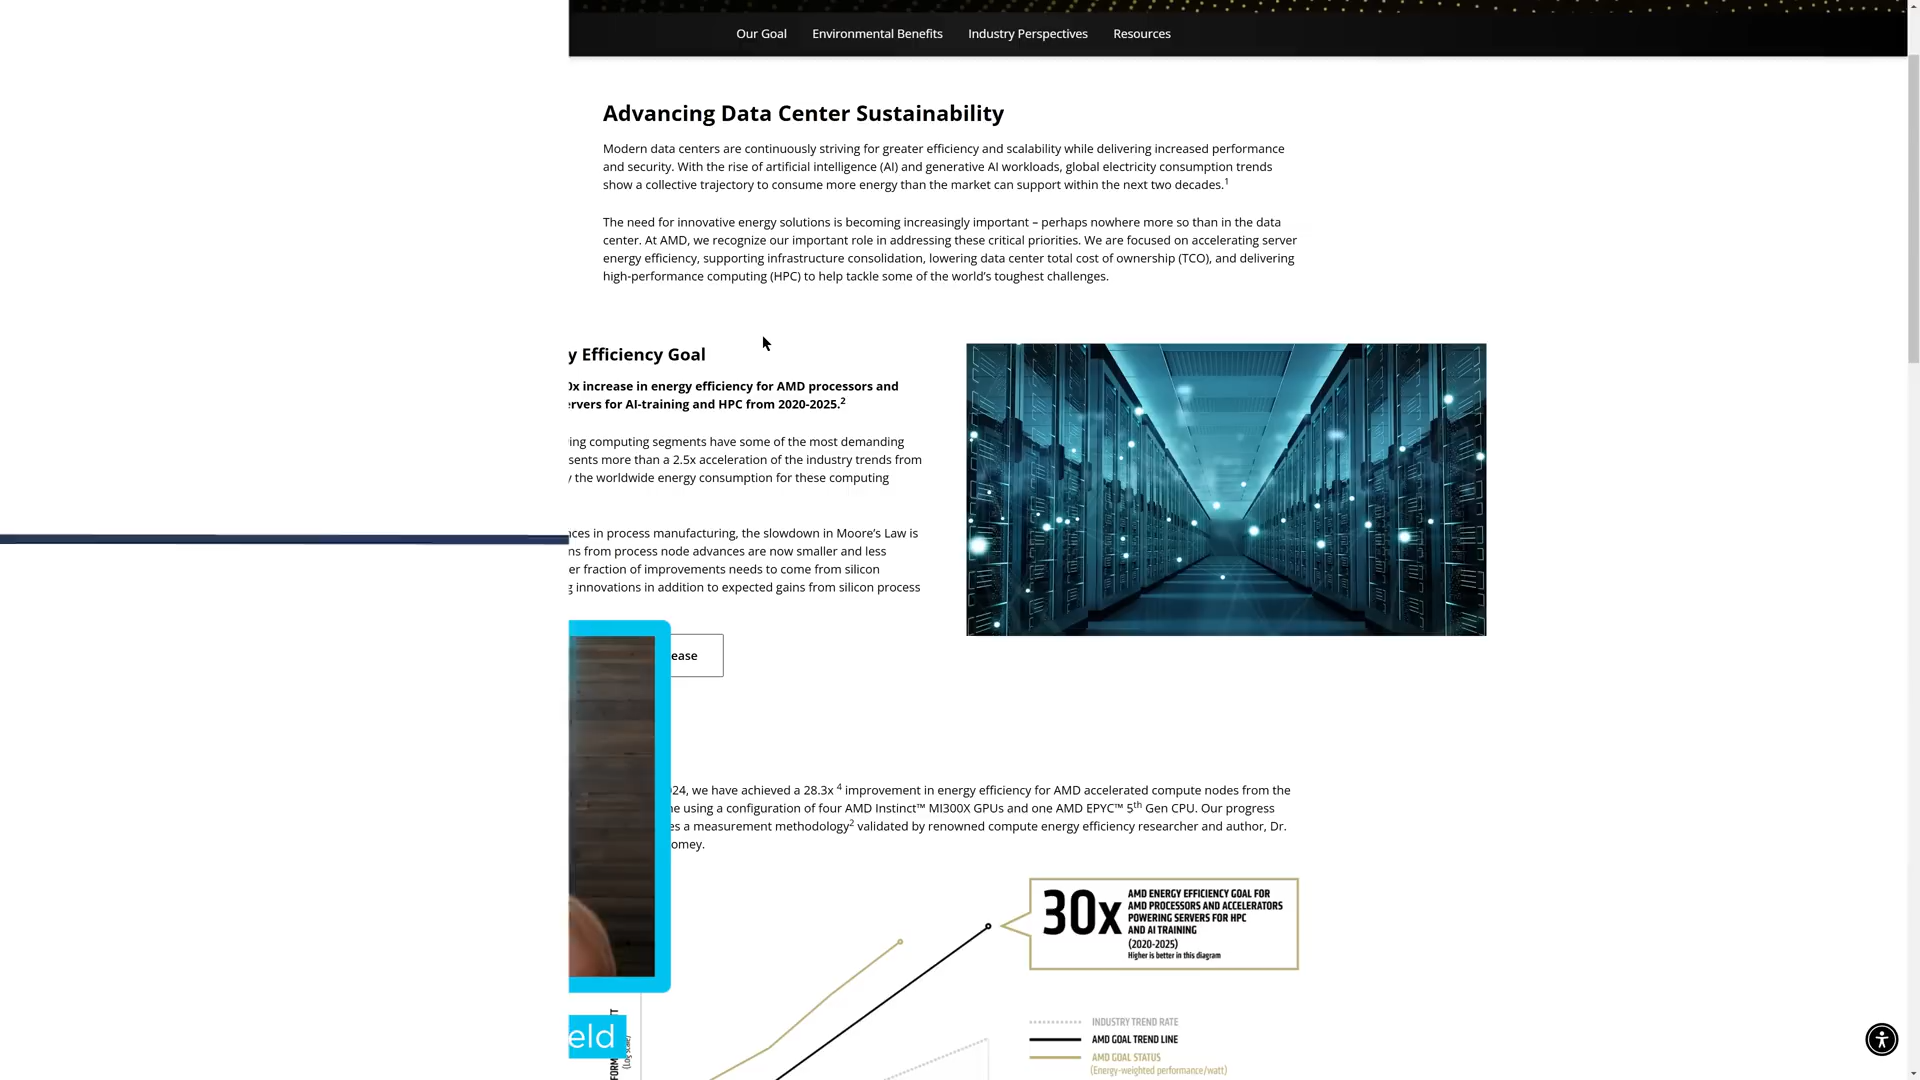 Our Goal Environmental Benefits Industry Perspectives Resources
Advancing Data Center Sustainability
Modern data centers are continuously striving for greater efficiency and scalability while delivering increased performance
and security. With the rise of artificial intelligence (AI) and generative AI workloads, global electricity consumption trends
show a collective trajectory to consume more energy than the market can support within the next two decades.1
The need for innovative energy solutions is becoming increasingly important – perhaps nowhere more so than in the data
center. At AMD, we recognize our important role in addressing these critical priorities. We are focused on accelerating server
energy efficiency, supporting infrastructure consolidation, lowering data center total cost of ownership (TCO), and delivering
high-performance computing (HPC) to help tackle some of the world's toughest challenges.
y Efficiency Goal
0x increase in energy efficiency for AMD processors and
ervers for AI-training and HPC from 2020-2025.2
ing computing segments have some of the most demanding
sents more than a 2.5x acceleration of the industry trends from
y the worldwide energy consumption for these computing
nces in process manufacturing, the slowdown in Moore's Law is
ns from process node advances are now smaller and less
er fraction of improvements needs to come from silicon
g innovations in addition to expected gains from silicon process
ease
24, we have achieved a 28.3x 4 improvement in energy efficiency for AMD accelerated compute nodes from the
ne using a configuration of four AMD Instinct™ MI300X GPUs and one AMD EPYC™ 5th Gen CPU. Our progress
es a measurement methodology2 validated by renowned compute energy efficiency researcher and author, Dr.
omey.
30x
AMD ENERGY EFFICIENCY GOAL FOR
AMD PROCESSORS AND ACCELERATORS
POWERING SERVERS FOR HPC
AND AI TRAINING
(2020-2025)
Higher is better in this diagram
INDUSTRY TREND RATE
AMD GOAL TREND LINE
AMD GOAL STATUS
(Energy-weighted performance/watt)
eld
(Log scale)